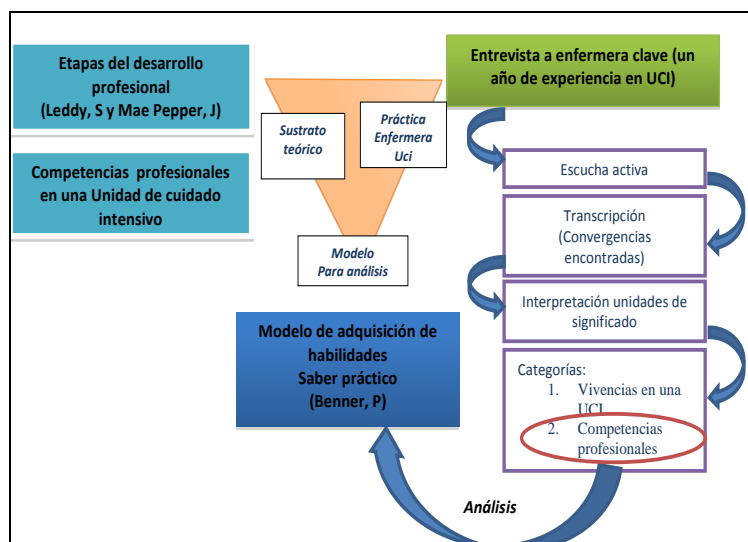 Etapas del desarrollo
profesional
(Leddy, S y Mae Pepper, J)
Competencias profesionales
en una Unidad de cuidado
intensivo
Sustrato
teórico
Práctica
Enfermera
Uci
Modelo
Para análisis
Modelo de adquisición de
habilidades
Saber práctico
(Benner, P)
Entrevista a enfermera clave (un
año de experiencia en UCI)
Escucha activa
Transcripción
(Convergencias
encontradas)
Interpretación unidades de
significado
Categorías:
1. Vivencias en una
UCI
2. Competencias
profesionales
Análisis